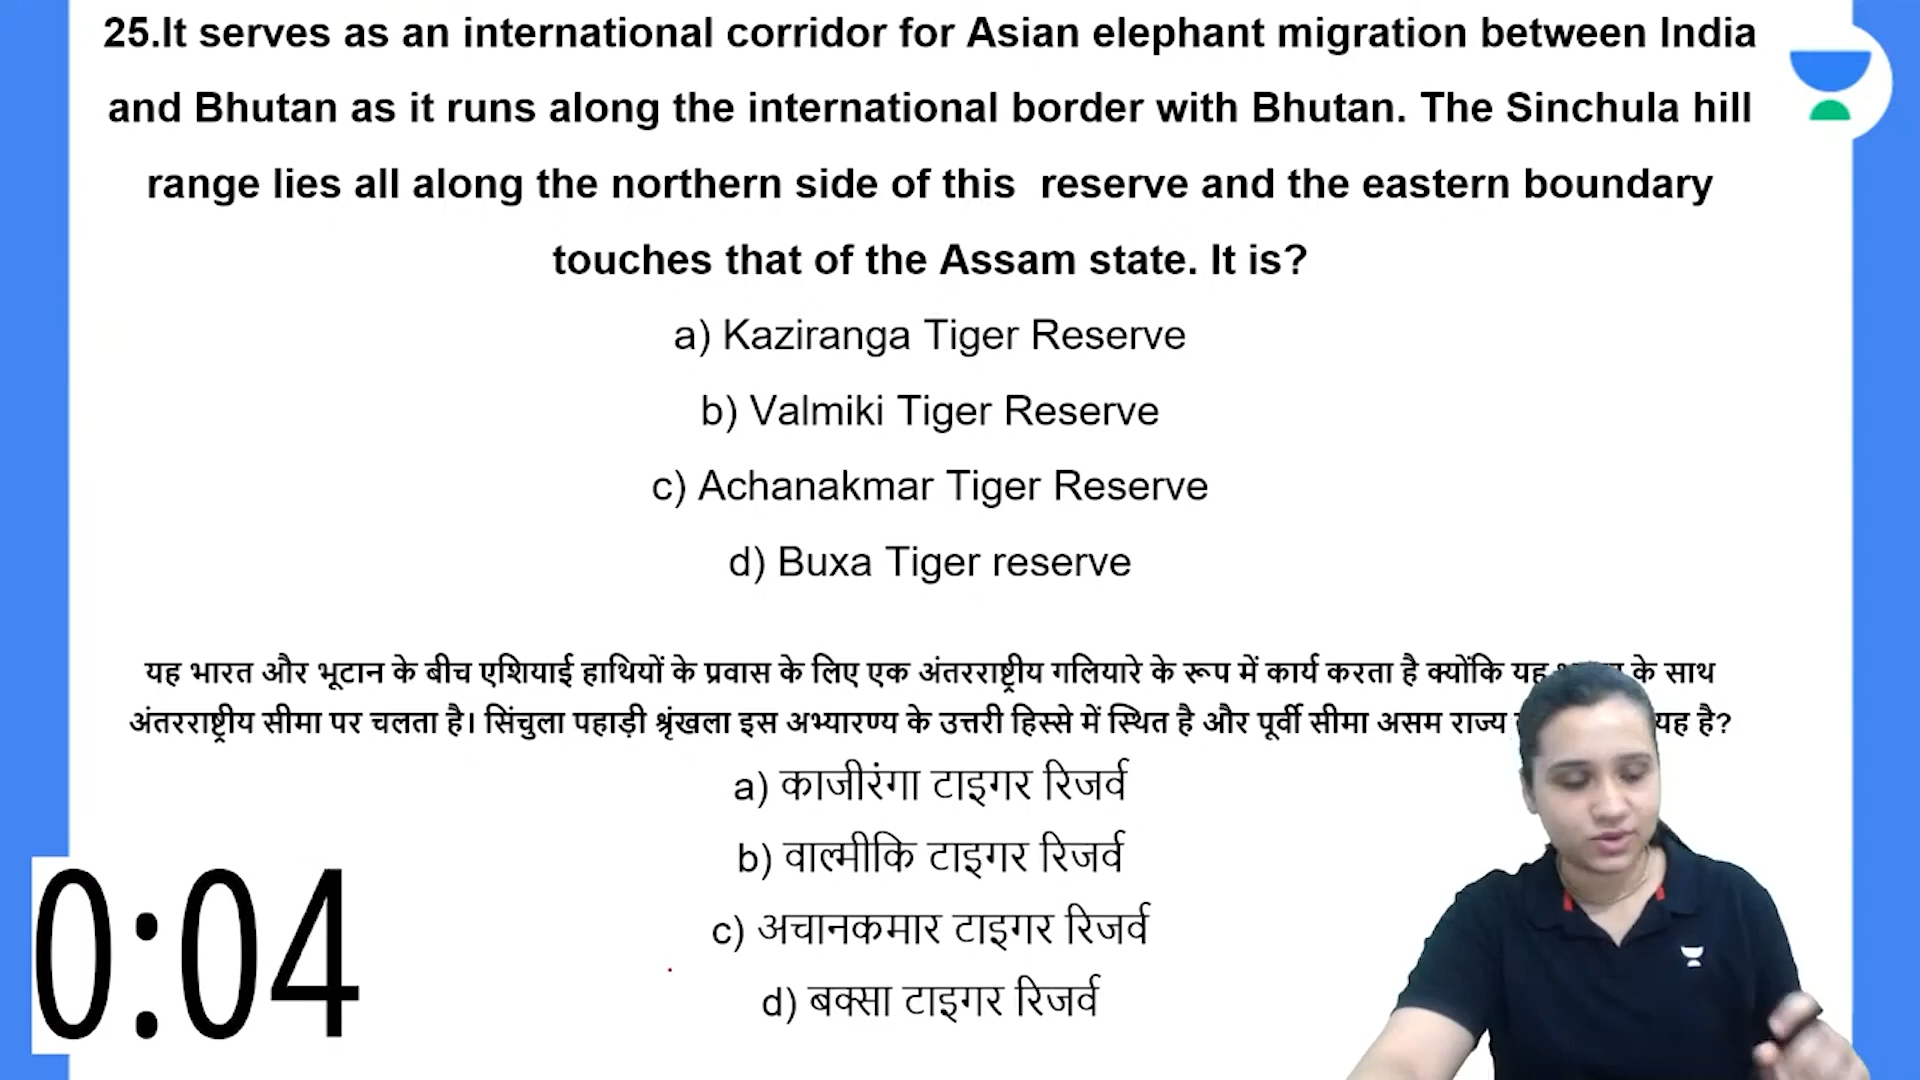 25.It serves as an international corridor for Asian elephant migration between India
and Bhutan as it runs along the international border with Bhutan. The Sinchula hill
range lies all along the northern side of this reserve and the eastern boundary
touches that of the Assam state. It is?
a) Kaziranga Tiger Reserve
b) Valmiki Tiger Reserve
c) Achanakmar Tiger Reserve
d) Buxa Tiger reserve
यह भारत और भूटान के बीच एशियाई हाथियों के प्रवास के लिए एक अंतरराष्ट्रीय गलियारे के रूप में कार्य करता है क्योंकि यह के साथ
अंतरराष्ट्रीय सीमा पर चलता है। सिंचुला पहाड़ी श्रृंखला इस अभ्यारण्य के उत्तरी हिस्से में स्थित है और पूर्वी सीमा असम राज्य यह है?
a) काजीरंगा टाइगर रिजर्व
b) वाल्मीकि टाइगर रिजर्व
c) अचानकमार टाइगर रिजर्व
d) बक्सा टाइगर रिजर्व
0:04